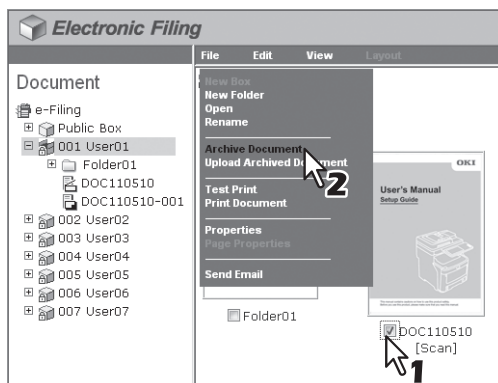 Electronic Filing
File Edit View Layout
Document
e-Filing
Public Box
001 User01
Folder01
DOC110510
DOC110510-001
002 User02
003 User03
004 User04
005 User05
006 User06
007 User07
New Box
New Folder
Open
Rename
Archive Document
Upload Archived Document
Test Print
Print Document
Properties
Page Properties
Send Email
2
Folder01
OKI
User's Manual
Setup Guide
DOC110510
[Scan]
1